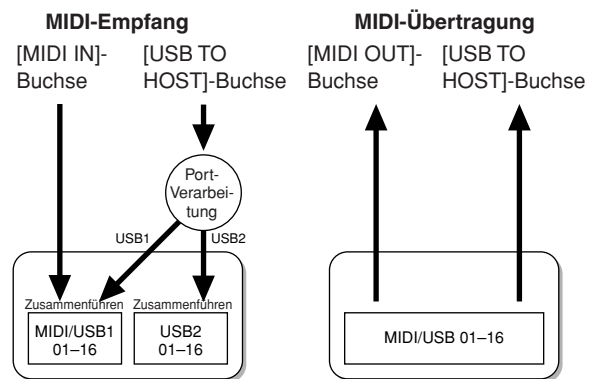 MIDI-Empfang
[MIDI IN]-
Buchse
[USB TO
HOST]-Buchse
Port-
Verarbei-
tung
USB1
USB2
Zusammenführen
Zusammenführen
MIDI/USB1
01–16
USB2
01–16
MIDI-Übertragung
[MIDI OUT]-
Buchse
[USB TO
HOST]-Buchse
MIDI/USB 01–16